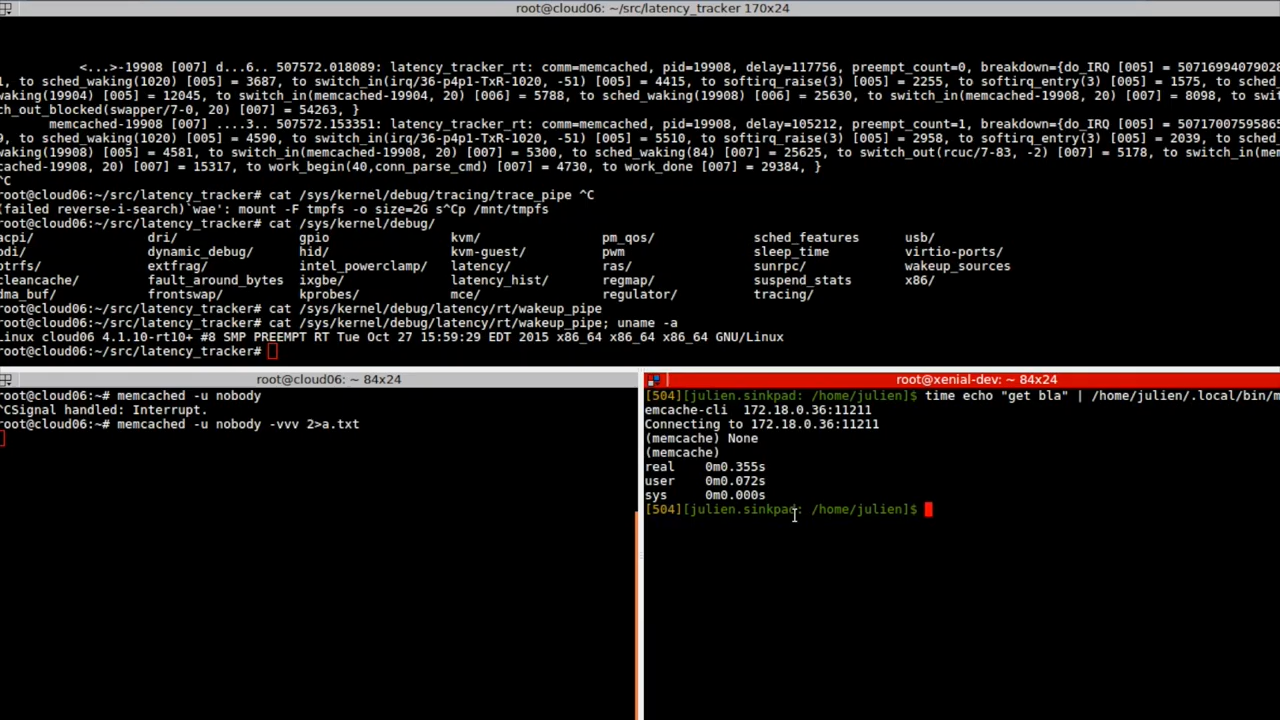 root@cloud06: ~/src/latency_tracker 170x24
<...>-19908 [007] d...6.. 507572.018089: latency_tracker_rt: comm=memcached, pid=19908, delay=117756, preempt_count=0, breakdown={do_IRQ [005] = 50716994079028
1, to sched_waking(1020) [005] = 3687, to switch_in(irq/36-p4p1-TxR-1020, -51) [005] = 4415, to softirq_raise(3) [005] = 2255, to softirq_entry(3) [005] = 1575, to sched_
waking(19904) [005] = 12045, to switch_in(memcached-19904, 20) [006] = 5788, to sched_waking(19908) [006] = 25630, to switch_in(memcached-19908, 20) [007] = 8098, to swit
ch_out_blocked(swapper/7-0, 20) [007] = 54263, }
memcached-19908 [007] ....3.. 507572.153351: latency_tracker_rt: comm=memcached, pid=19908, delay=105212, preempt_count=1, breakdown={do_IRQ [005] = 50717007595865
9, to sched_waking(1020) [005] = 4590, to switch_in(irq/36-p4p1-TxR-1020, -51) [005] = 5510, to softirq_raise(3) [005] = 2958, to softirq_entry(3) [005] = 2039, to sched_
waking(19908) [007] = 4581, to switch_in(memcached-19908, 20) [007] = 5300, to sched_waking(84) [007] = 25625, to switch_out(rcuc/7-83, -2) [007] = 5178, to switch_in(mem
cached-19908, 20) [007] = 15317, to work_begin(40,conn_parse_cmd) [007] = 4730, to work_done [007] = 29384, }
^C
root@cloud06:~/src/latency_tracker# cat /sys/kernel/debug/tracing/trace_pipe ^C
(failed reverse-i-search)`wae': mount -F tmpfs -o size=2G s^Cp /mnt/tmpfs
root@cloud06:~/src/latency_tracker# cat /sys/kernel/debug/
acpi/ dri/ gpio kvm/ pm_qos/ sched_features usb/
bdi/ dynamic_debug/ hid/ kvm-guest/ pwm sleep_time virtio-ports/
btrfs/ extfrag/ intel_powerclamp/ latency/ ras/ sunrpc/ wakeup_sources
cleancache/ fault_around_bytes ixgbe/ latency_hist/ regmap/ suspend_stats x86/
dma_buf/ frontswap/ kprobes/ mce/ regulator/ tracing/
root@cloud06:~/src/latency_tracker# cat /sys/kernel/debug/latency/rt/wakeup_pipe
root@cloud06:~/src/latency_tracker# cat /sys/kernel/debug/latency/rt/wakeup_pipe; uname -a
Linux cloud06 4.1.10-rt10+ #8 SMP PREEMPT RT Tue Oct 27 15:59:29 EDT 2015 x86_64 x86_64 x86_64 GNU/Linux
root@cloud06:~/src/latency_tracker#
root@cloud06: ~ 84x24
root@cloud06:~# memcached -u nobody
^CSignal handled: Interrupt.
root@cloud06:~# memcached -u nobody -vvv 2>a.txt
root@xenial-dev: ~ 84x24
[504][julien.sinkpad: /home/julien]$ time echo "get bla" | /home/julien/.local/bin/m
emcache-cli 172.18.0.36:11211
Connecting to 172.18.0.36:11211
(memcache) None
(memcache)
real 0m0.355s
user 0m0.072s
sys 0m0.000s
[504][julien.sinkpad: /home/julien]$